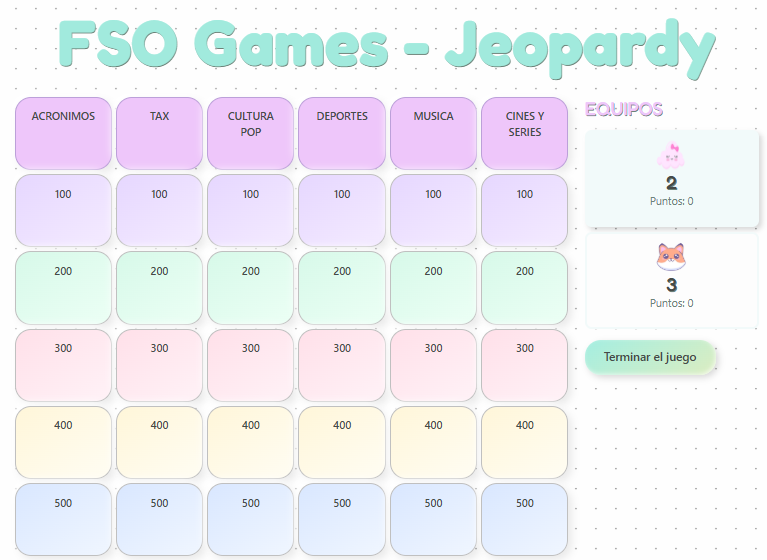 FSO Games - Jeopardy
ACRONIMOS TAX CULTURA POP DEPORTES MUSICA CINES Y SERIES
100 100 100 100 100 100
200 200 200 200 200 200
300 300 300 300 300 300
400 400 400 400 400 400
500 500 500 500 500 500
EQUIPOS
2
Puntos: 0
3
Puntos: 0
Terminar el juego